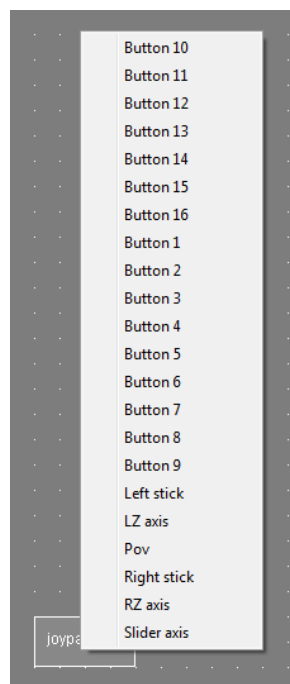 Button 10
Button 11
Button 12
Button 13
Button 14
Button 15
Button 16
Button 1
Button 2
Button 3
Button 4
Button 5
Button 6
Button 7
Button 8
Button 9
Left stick
LZ axis
Pov
Right stick
RZ axis
Slider axis